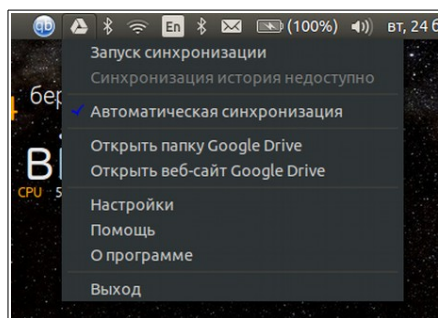 En (100%) вт, 24 б
Запуск синхронизации
Синхронизация история недоступно
бер
Автоматическая синхронизация
Открыть папку Google Drive
Открыть веб-сайт Google Drive
CPU 5
Настройки
Помощь
О программе
Выход